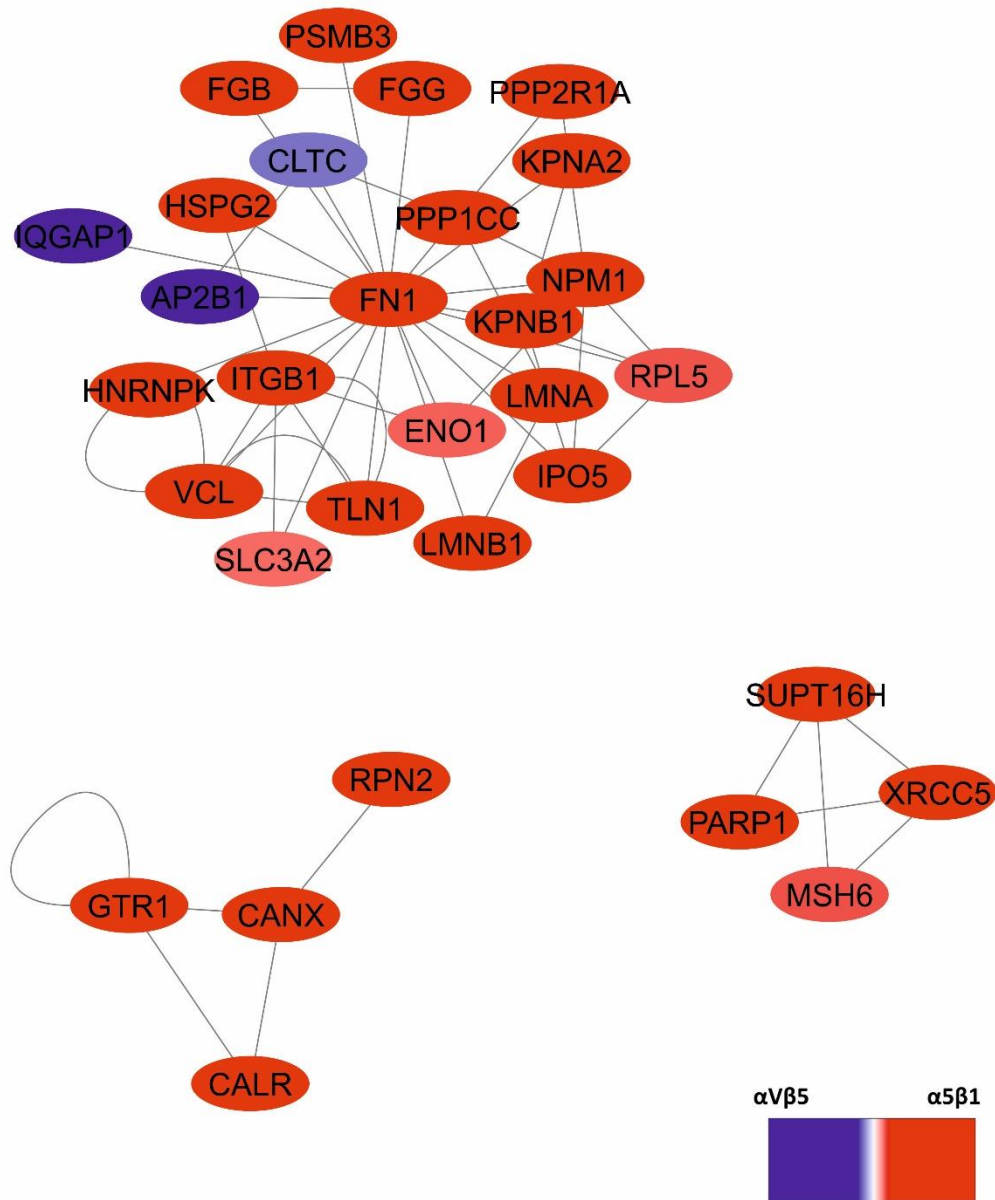 PSMB3
FGB
FGG
PPP2R1A
CLTC
KPNA2
HSPG2
PPP1CC
IQGAP1
NPM1
AP2B1
FN1
KPNB1
RPL5
HNRNPK
ITGB1
LMNA
ENO1
IPO5
VCL
TLN1
LMNB1
SLC3A2
SUPT16H
RPN2
XRCC5
PARP1
MSH6
GTR1
CANX
CALR
αVβ5
α5β1